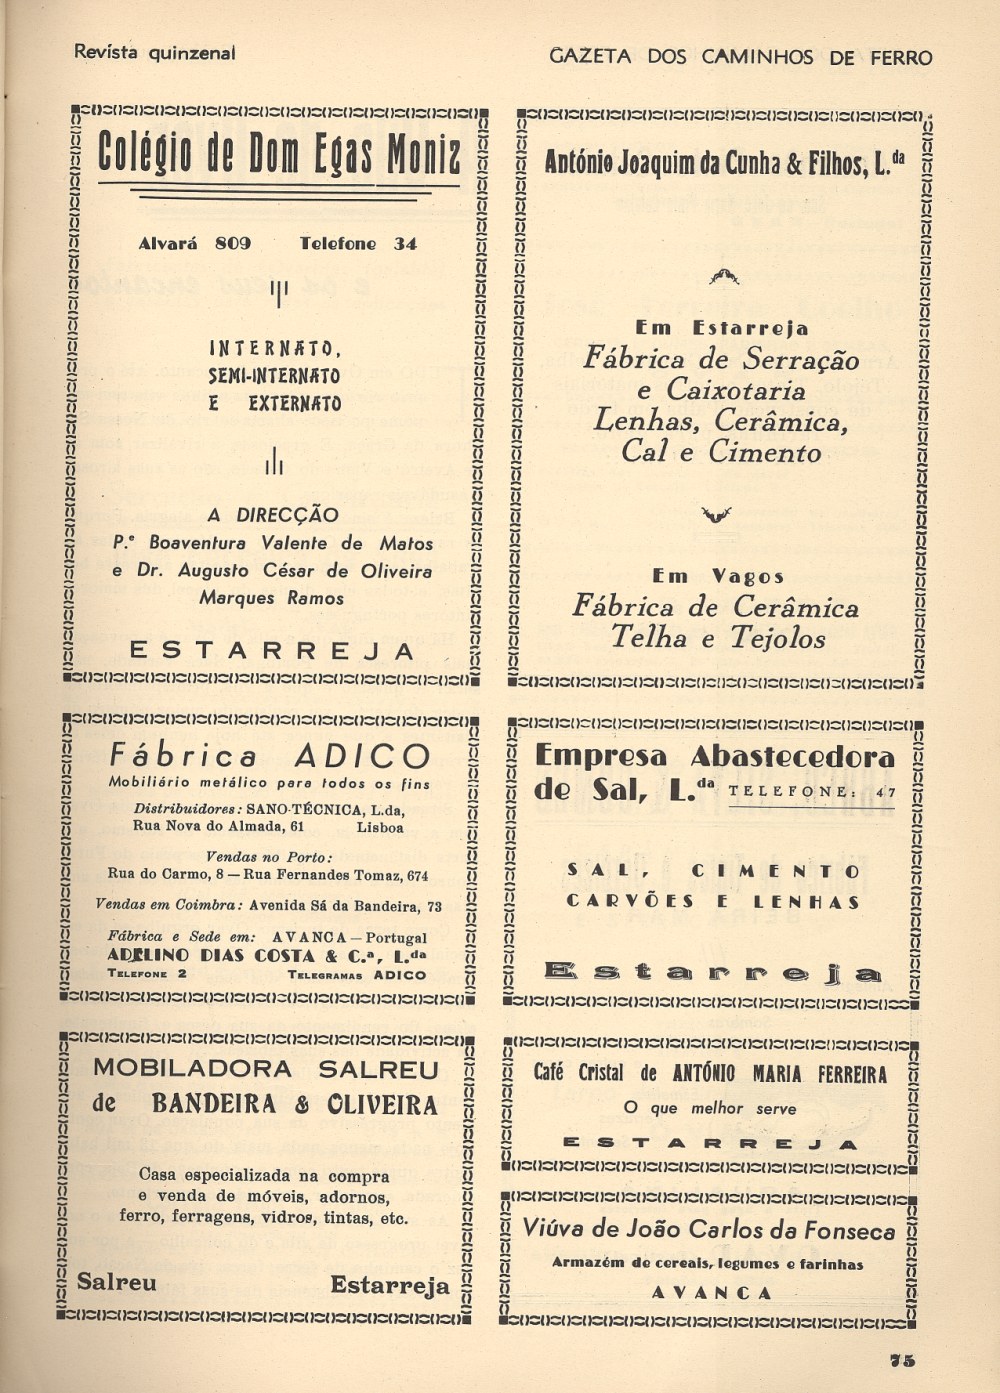 Revista quinzenal
GAZETA DOS CAMINHOS DE FERRO
Colégio de Dom Egas Moniz
Alvará 809 Telefone 34
INTERNATO,
SEMI-INTERNATO
E EXTERNATO
A DIRECÇÃO
P.e Boaventura Valente de Matos
e Dr. Augusto César de Oliveira
Marques Ramos
ESTARREJA
António Joaquim da Cunha & Filhos, L.da
Em Estarreja
Fábrica de Serração
e Caixotaria
Lenhas, Cerâmica,
Cal e Cimento
Em Vagos
Fábrica de Cerâmica
Telha e Tejolos
Fábrica ADICO
Mobiliário metálico para todos os fins
Distribuidores: SANO-TÉCNICA, L.da,
Rua Nova do Almada, 61 Lisboa
Vendas no Porto:
Rua do Carmo, 8 — Rua Fernandes Tomaz, 674
Vendas em Coimbra: Avenida Sá da Bandeira, 73
Fábrica e Sede em: AVANCA — Portugal
ADELINO DIAS COSTA & C.a, L.da
TELEFONE 2 TELEGRAMAS ADICO
Empresa Abastecedora
de Sal, L.da TELEFONE: 47
SAL, CIMENTO
CARVÕES E LENHAS
Estarreja
MOBILADORA SALREU
de BANDEIRA & OLIVEIRA
Casa especializada na compra
e venda de móveis, adornos,
ferro, ferragens, vidros, tintas, etc.
Salreu Estarreja
Café Cristal de ANTÓNIO MARIA FERREIRA
O que melhor serve
ESTARREJA
Viúva de João Carlos da Fonseca
Armazém de cereais, legumes e farinhas
AVANCA
75